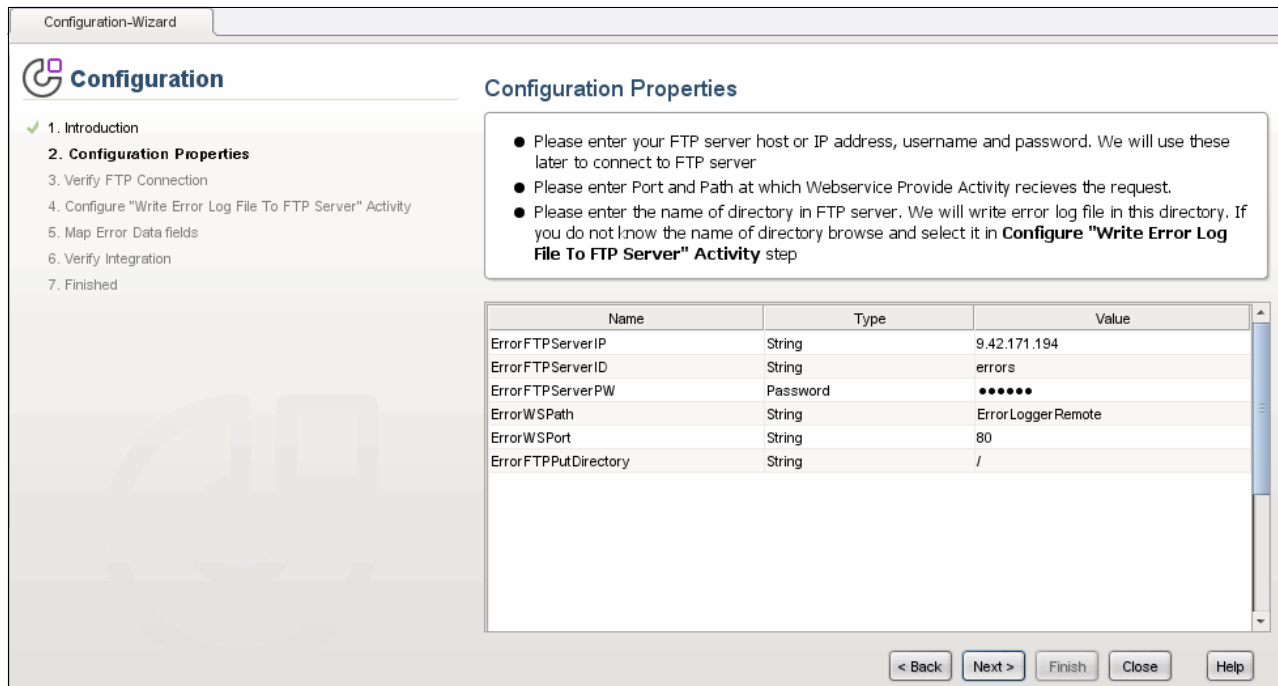 Configuration-Wizard
Configuration
1. Introduction
2. Configuration Properties
3. Verify FTP Connection
4. Configure "Write Error Log File To FTP Server" Activity
5. Map Error Data fields
6. Verify Integration
7. Finished
Configuration Properties
● Please enter your FTP server host or IP address, username and password. We will use these
later to connect to FTP server
● Please enter Port and Path at which Webservice Provide Activity recieves the request.
● Please enter the name of directory in FTP server. We will write error log file in this directory. If
you do not know the name of directory browse and select it in Configure "Write Error Log
File To FTP Server" Activity step
Name Type Value
ErrorFTPServerIP String 9.42.171.194
ErrorFTPServerID String errors
ErrorFTPServerPW Password ●●●●●●
ErrorWSPath String ErrorLoggerRemote
ErrorWSPort String 80
ErrorFTPPutDirectory String /
< Back Next > Finish Close Help